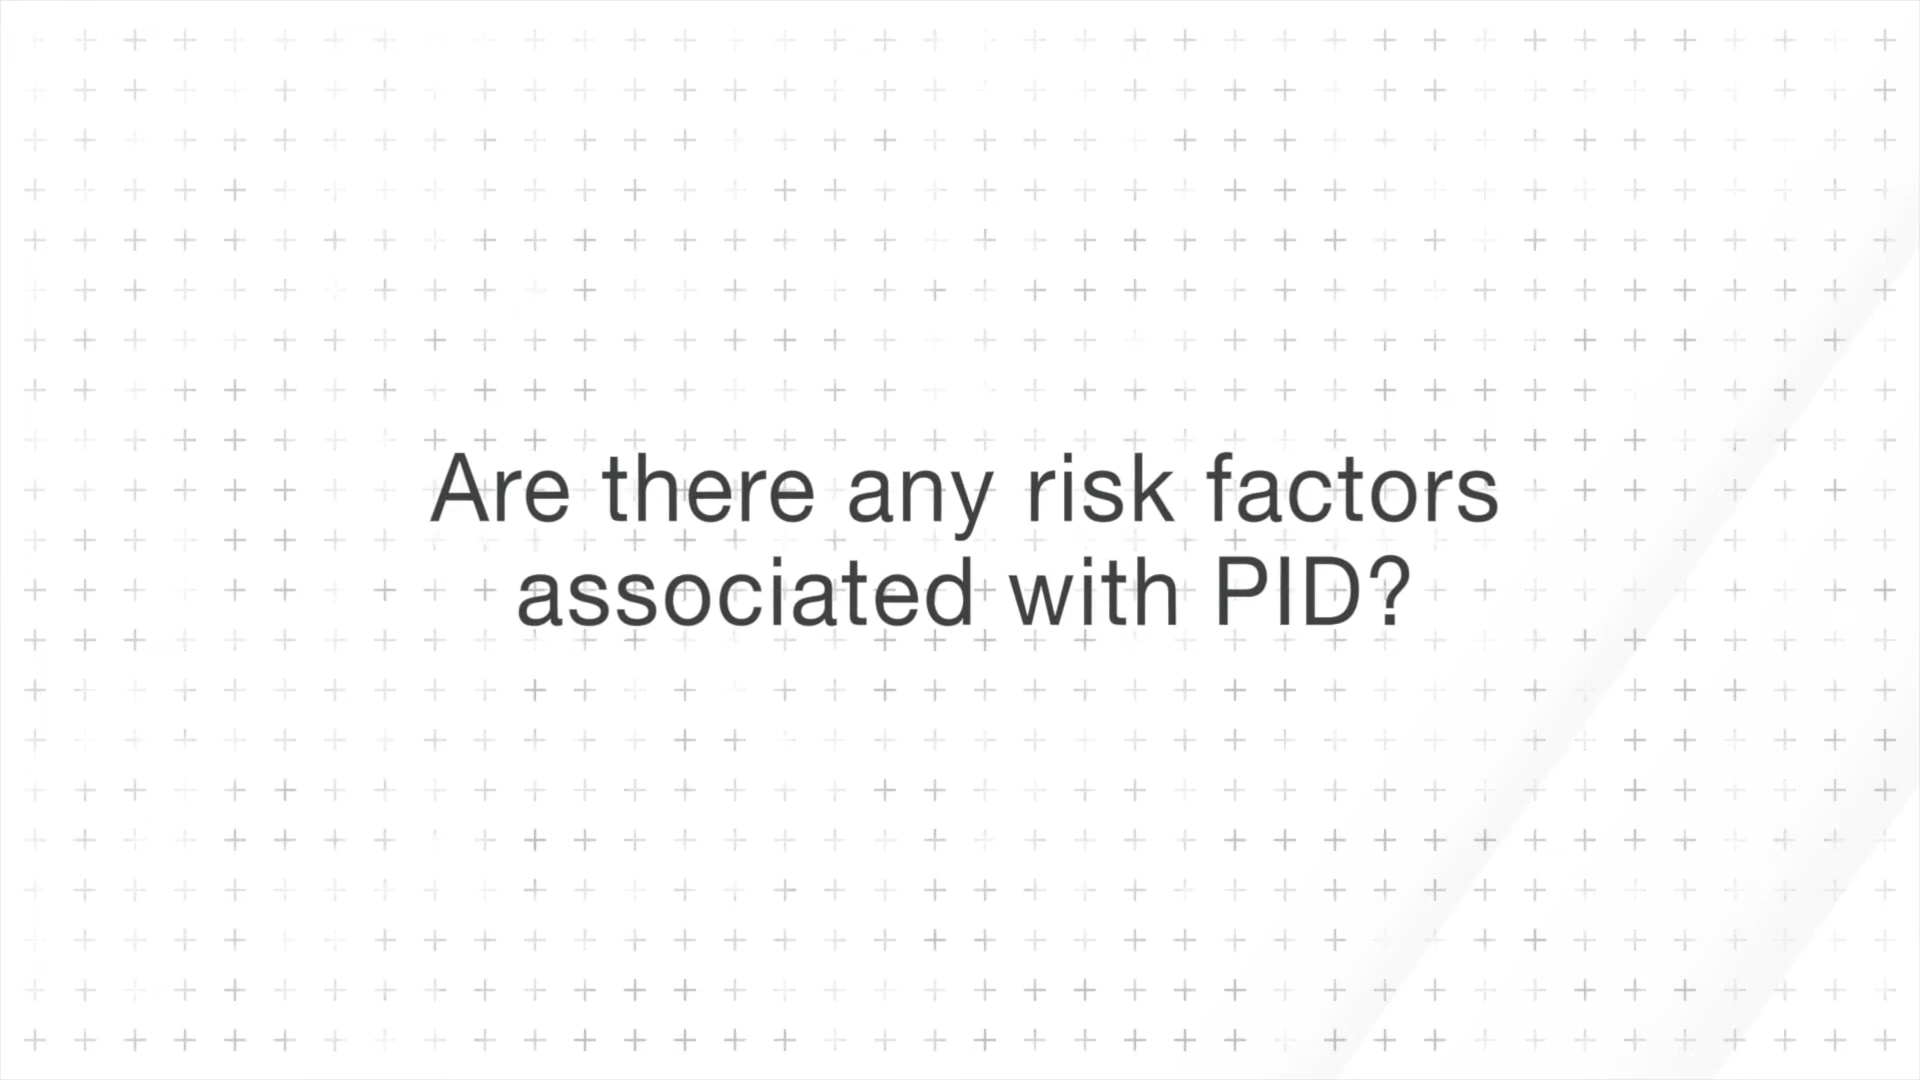 Are there any risk factors
associated with PID?